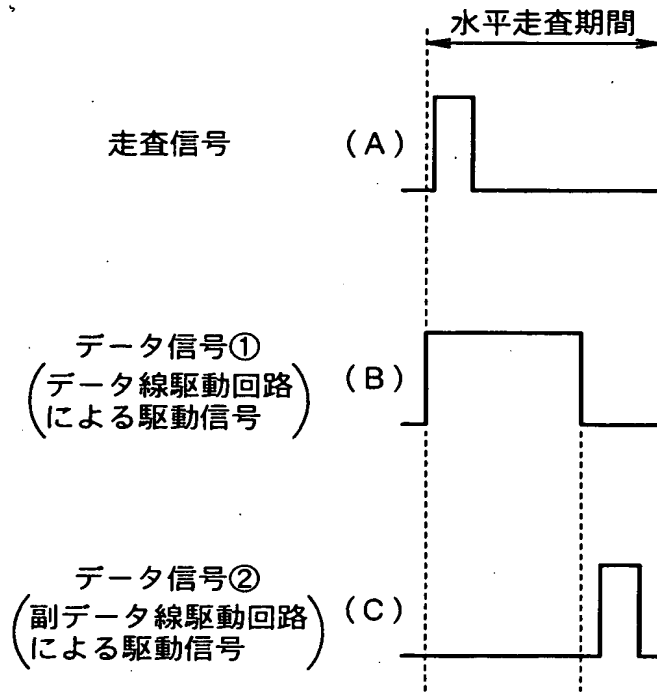 水平走査期間
走査信号 (A)
データ信号① (B)
(データ線駆動回路
による駆動信号)
データ信号② (C)
(副データ線駆動回路
による駆動信号)